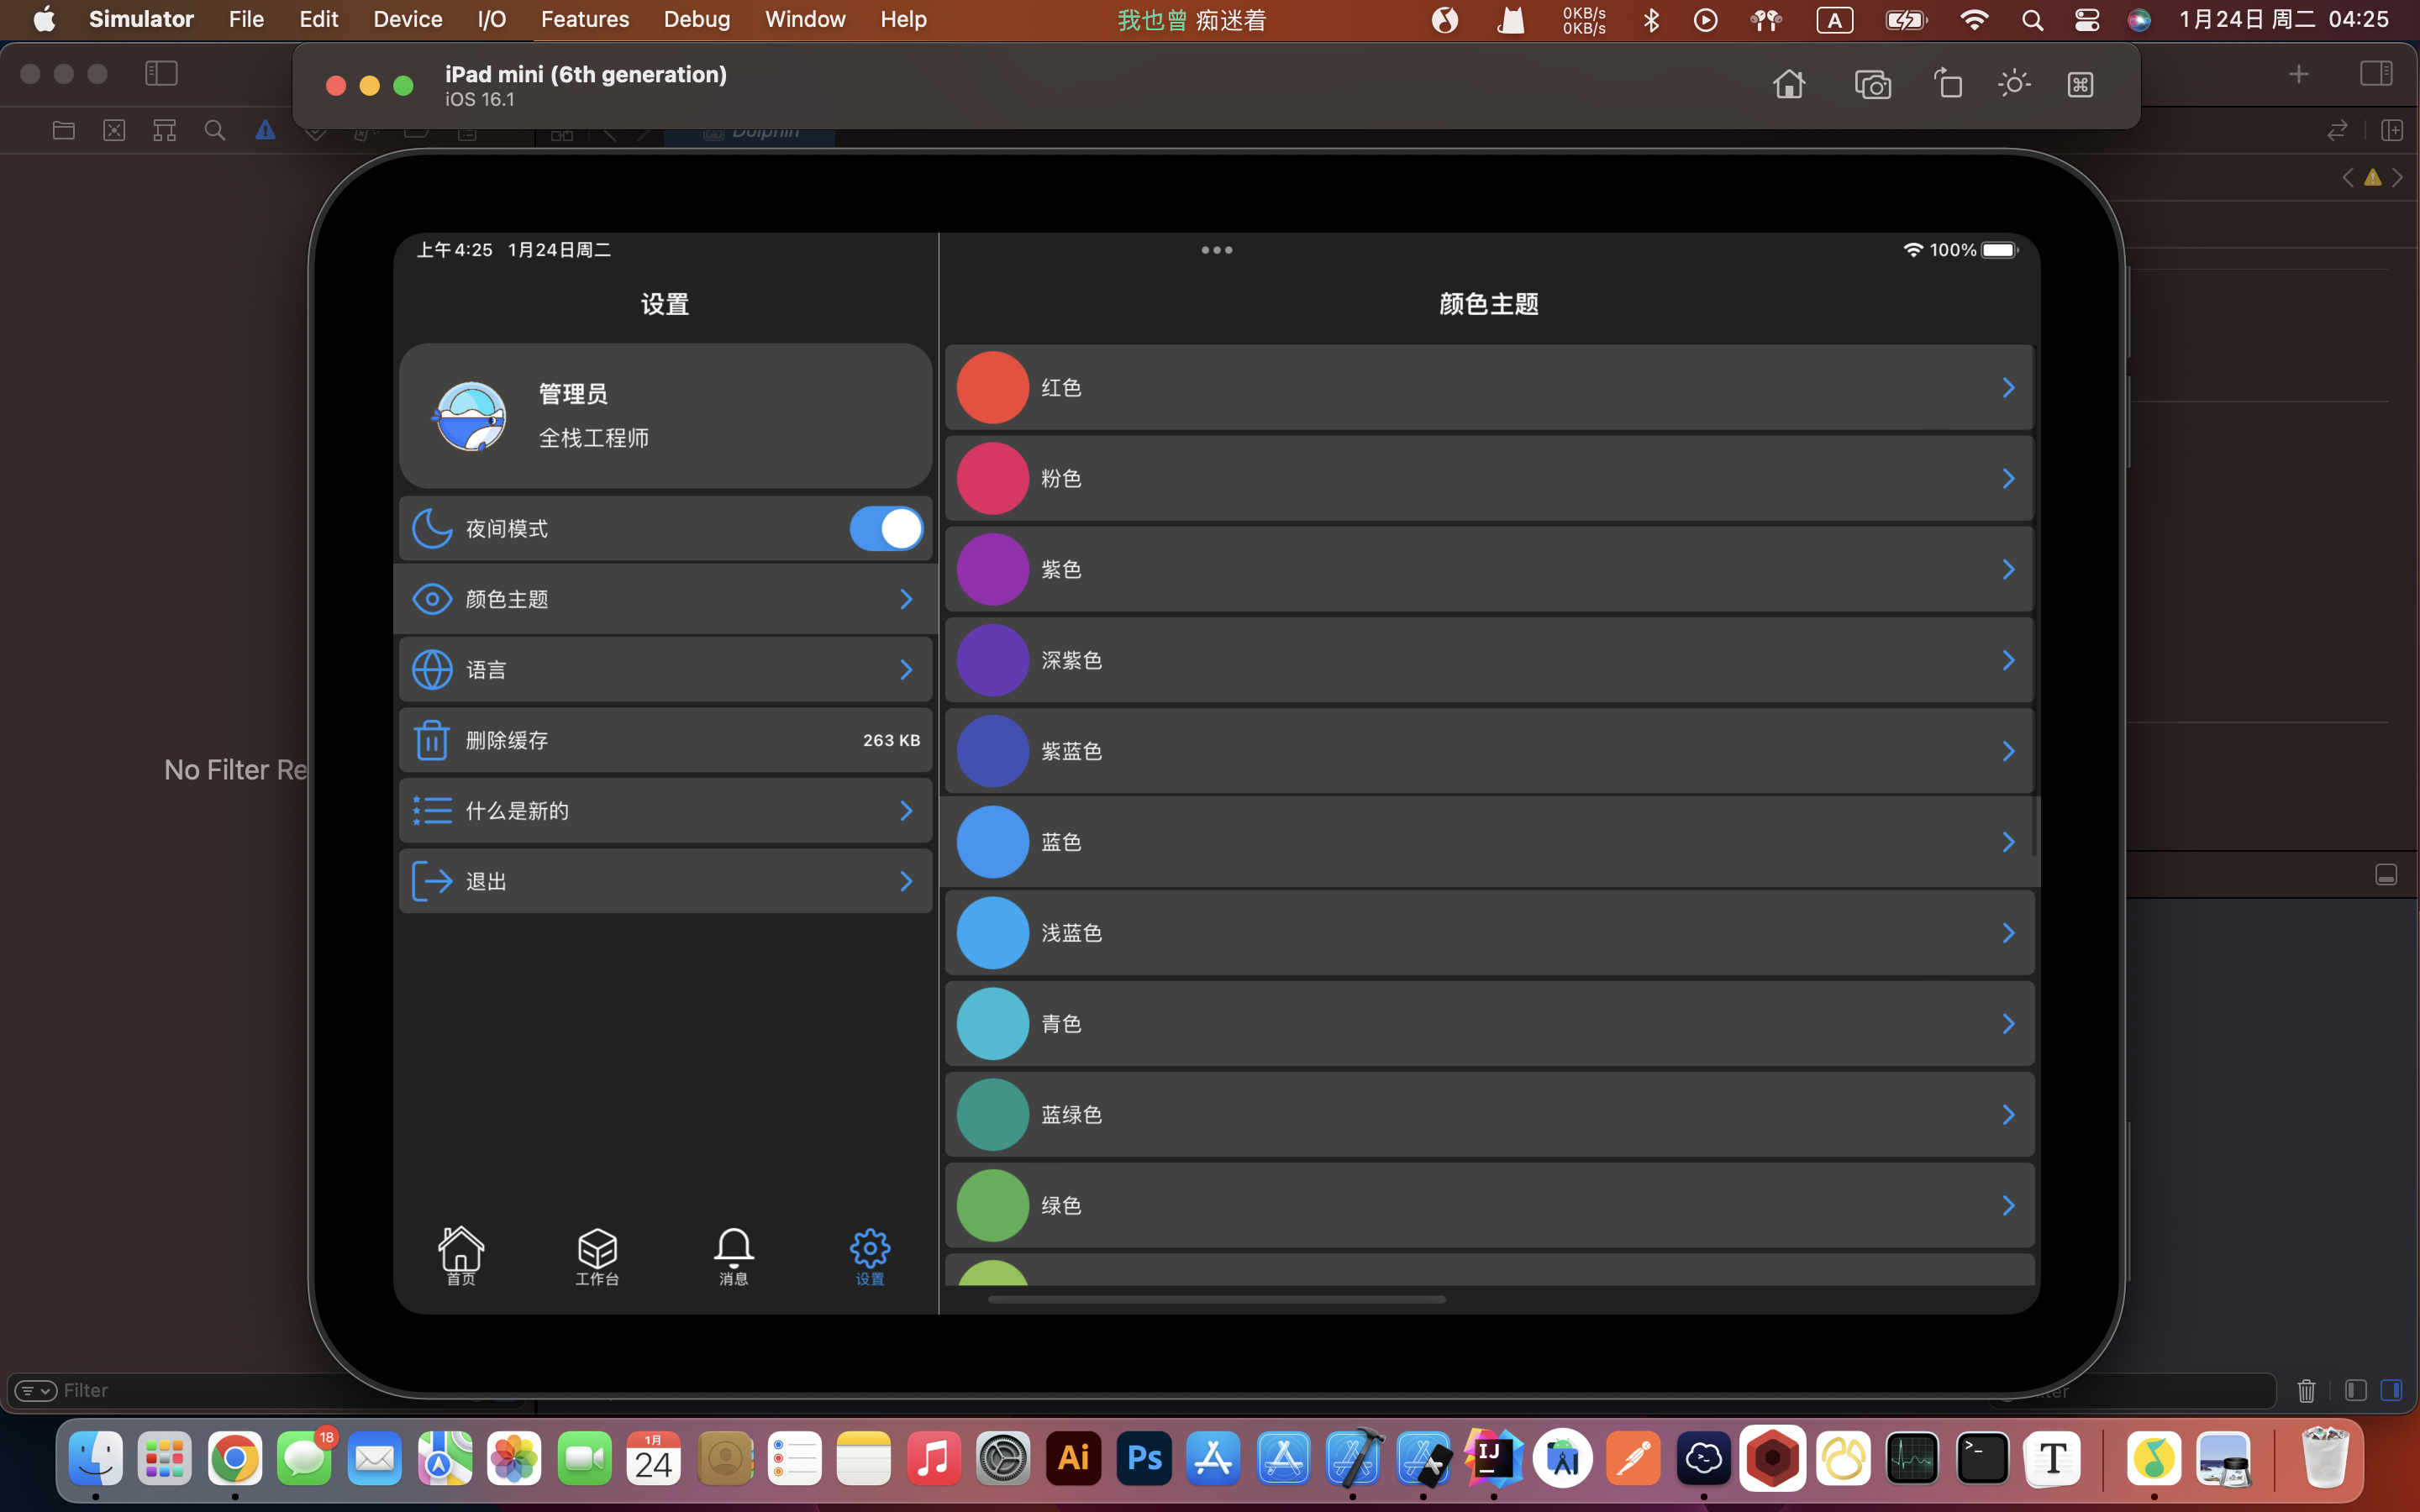 Simulator File Edit Device I/O Features Debug Window Help
我也曾 痴迷着
0KB/s
0KB/s
A
1月24日 周二 04:25
iPad mini (6th generation)
iOS 16.1
Dolphin
上午4:25 1月24日周二
100%
设置
管理员
全栈工程师
夜间模式
颜色主题
语言
删除缓存 263 KB
什么是新的
退出
首页
工作台
消息
设置
颜色主题
红色
粉色
紫色
深紫色
紫蓝色
蓝色
浅蓝色
青色
蓝绿色
绿色
No Filter Re
Filter
18
1月
24
Ai
Ps
IJ
T